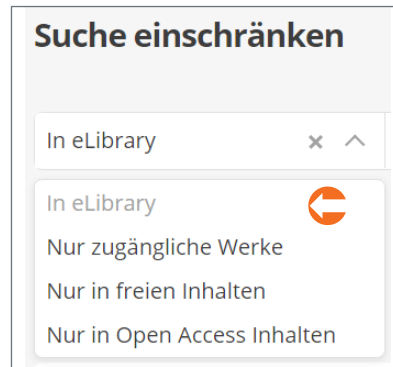 Suche einschränken
In eLibrary
In eLibrary
Nur zugängliche Werke
Nur in freien Inhalten
Nur in Open Access Inhalten